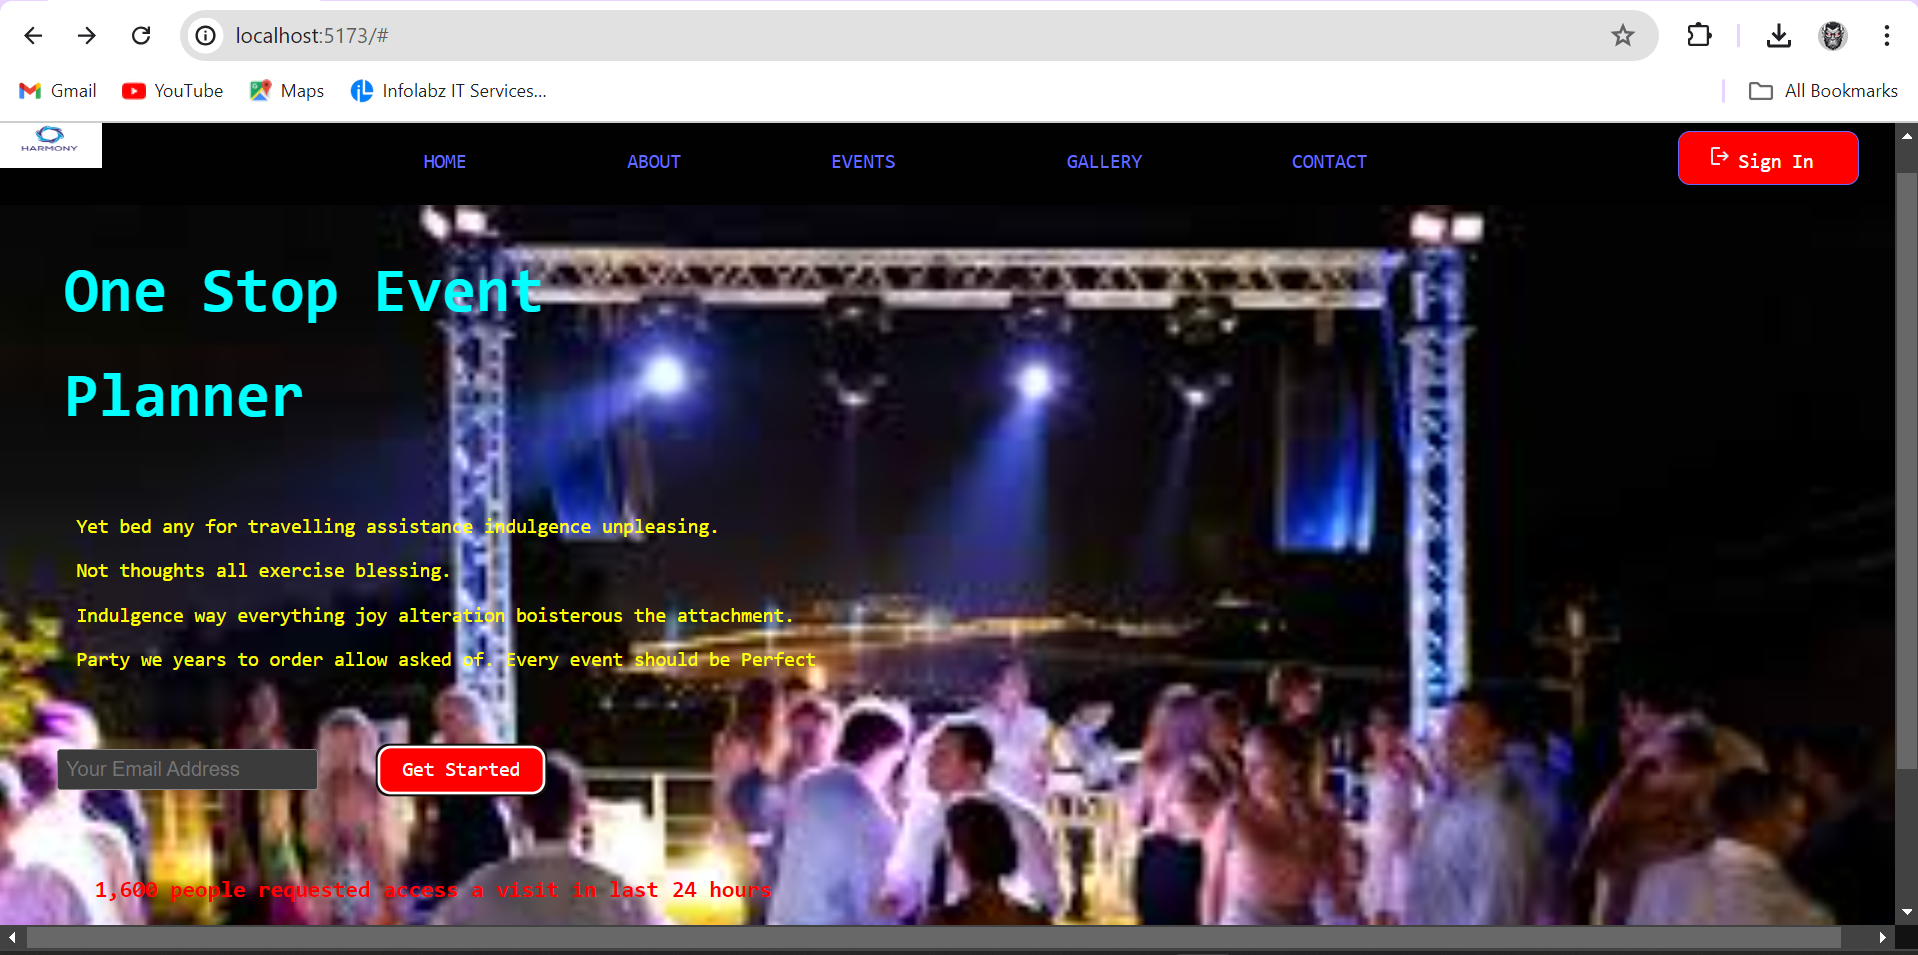 localhost:5173/#
Gmail YouTube Maps Infolabz IT Services... All Bookmarks
HARMONY
HOME ABOUT EVENTS GALLERY CONTACT Sign In
One Stop Event
Planner
Yet bed any for travelling assistance indulgence unpleasing.
Not thoughts all exercise blessing.
Indulgence way everything joy alteration boisterous the attachment.
Party we years to order allow asked of. Every event should be Perfect
Your Email Address Get Started
1,600 people requested access a visit in last 24 hours